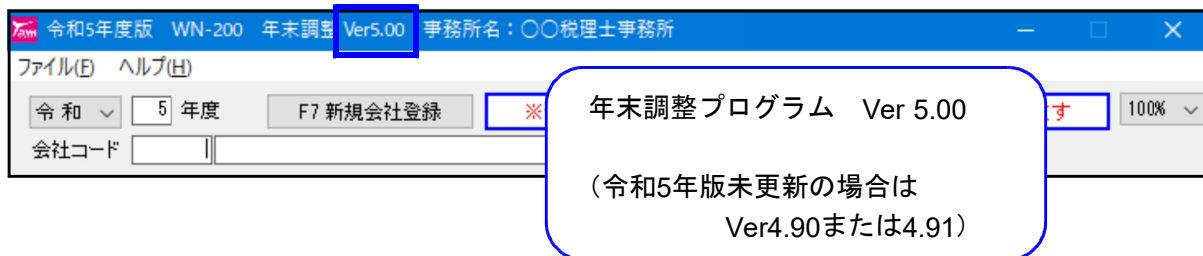 令和5年度版 WN-200 年末調整 Ver5.00 事務所名：〇〇税理士事務所
ファイル(F) ヘルプ(H)
令和 5 年度 F7 新規会社登録 ※ す 100%
会社コード
年末調整プログラム Ver 5.00
（令和5年版未更新の場合は
Ver4.90または4.91）